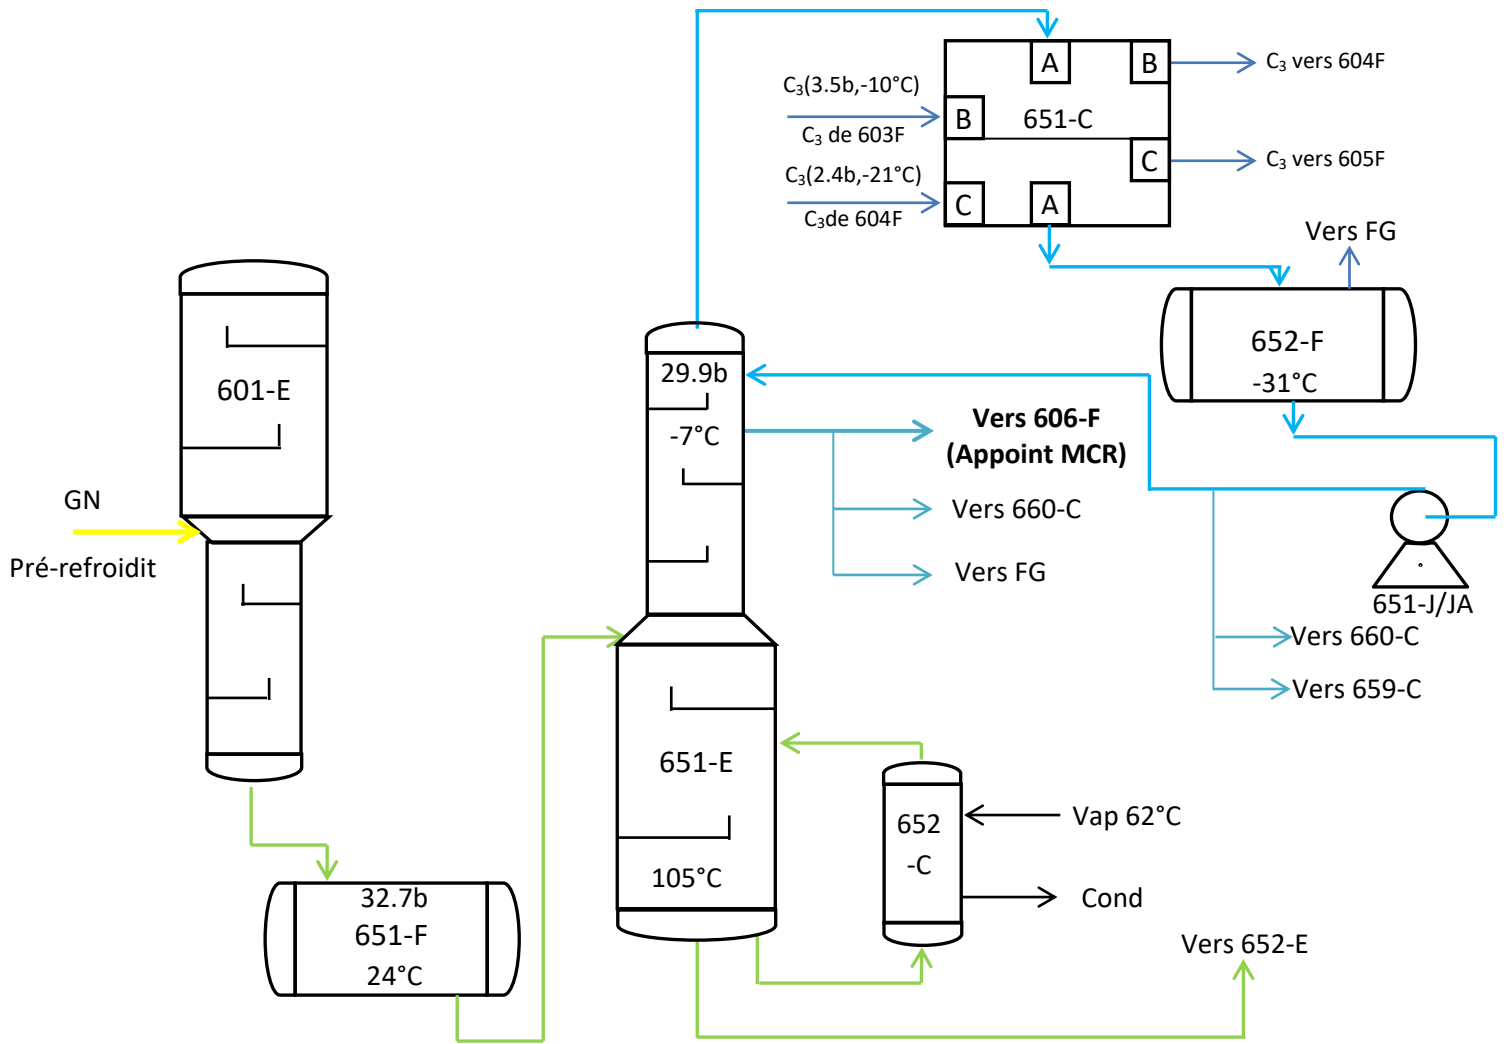 A
B
C₃ vers 604F
C₃(3.5b,-10°C)
B
651-C
C₃ de 603F
C
C₃ vers 605F
C₃(2.4b,-21°C)
C
A
C₃de 604F
Vers FG
652-F
-31°C
29.9b
601-E
-7°C
Vers 606-F
(Appoint MCR)
GN
Vers 660-C
Pré-refroidit
Vers FG
651-J/JA
Vers 660-C
Vers 659-C
651-E
652
-C
Vap 62°C
105°C
Cond
32.7b
651-F
24°C
Vers 652-E